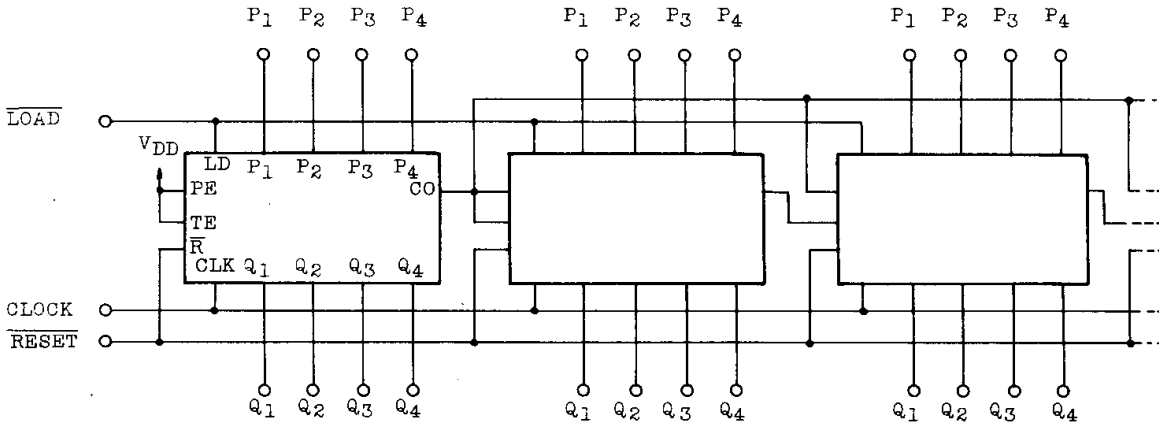 P1 P2 P3 P4 P1 P2 P3 P4 P1 P2 P3 P4
LOAD
VDD
LD P1 P2 P3 P4
PE CO
TE
R
CLK Q1 Q2 Q3 Q4
CLOCK
RESET
Q1 Q2 Q3 Q4 Q1 Q2 Q3 Q4 Q1 Q2 Q3 Q4